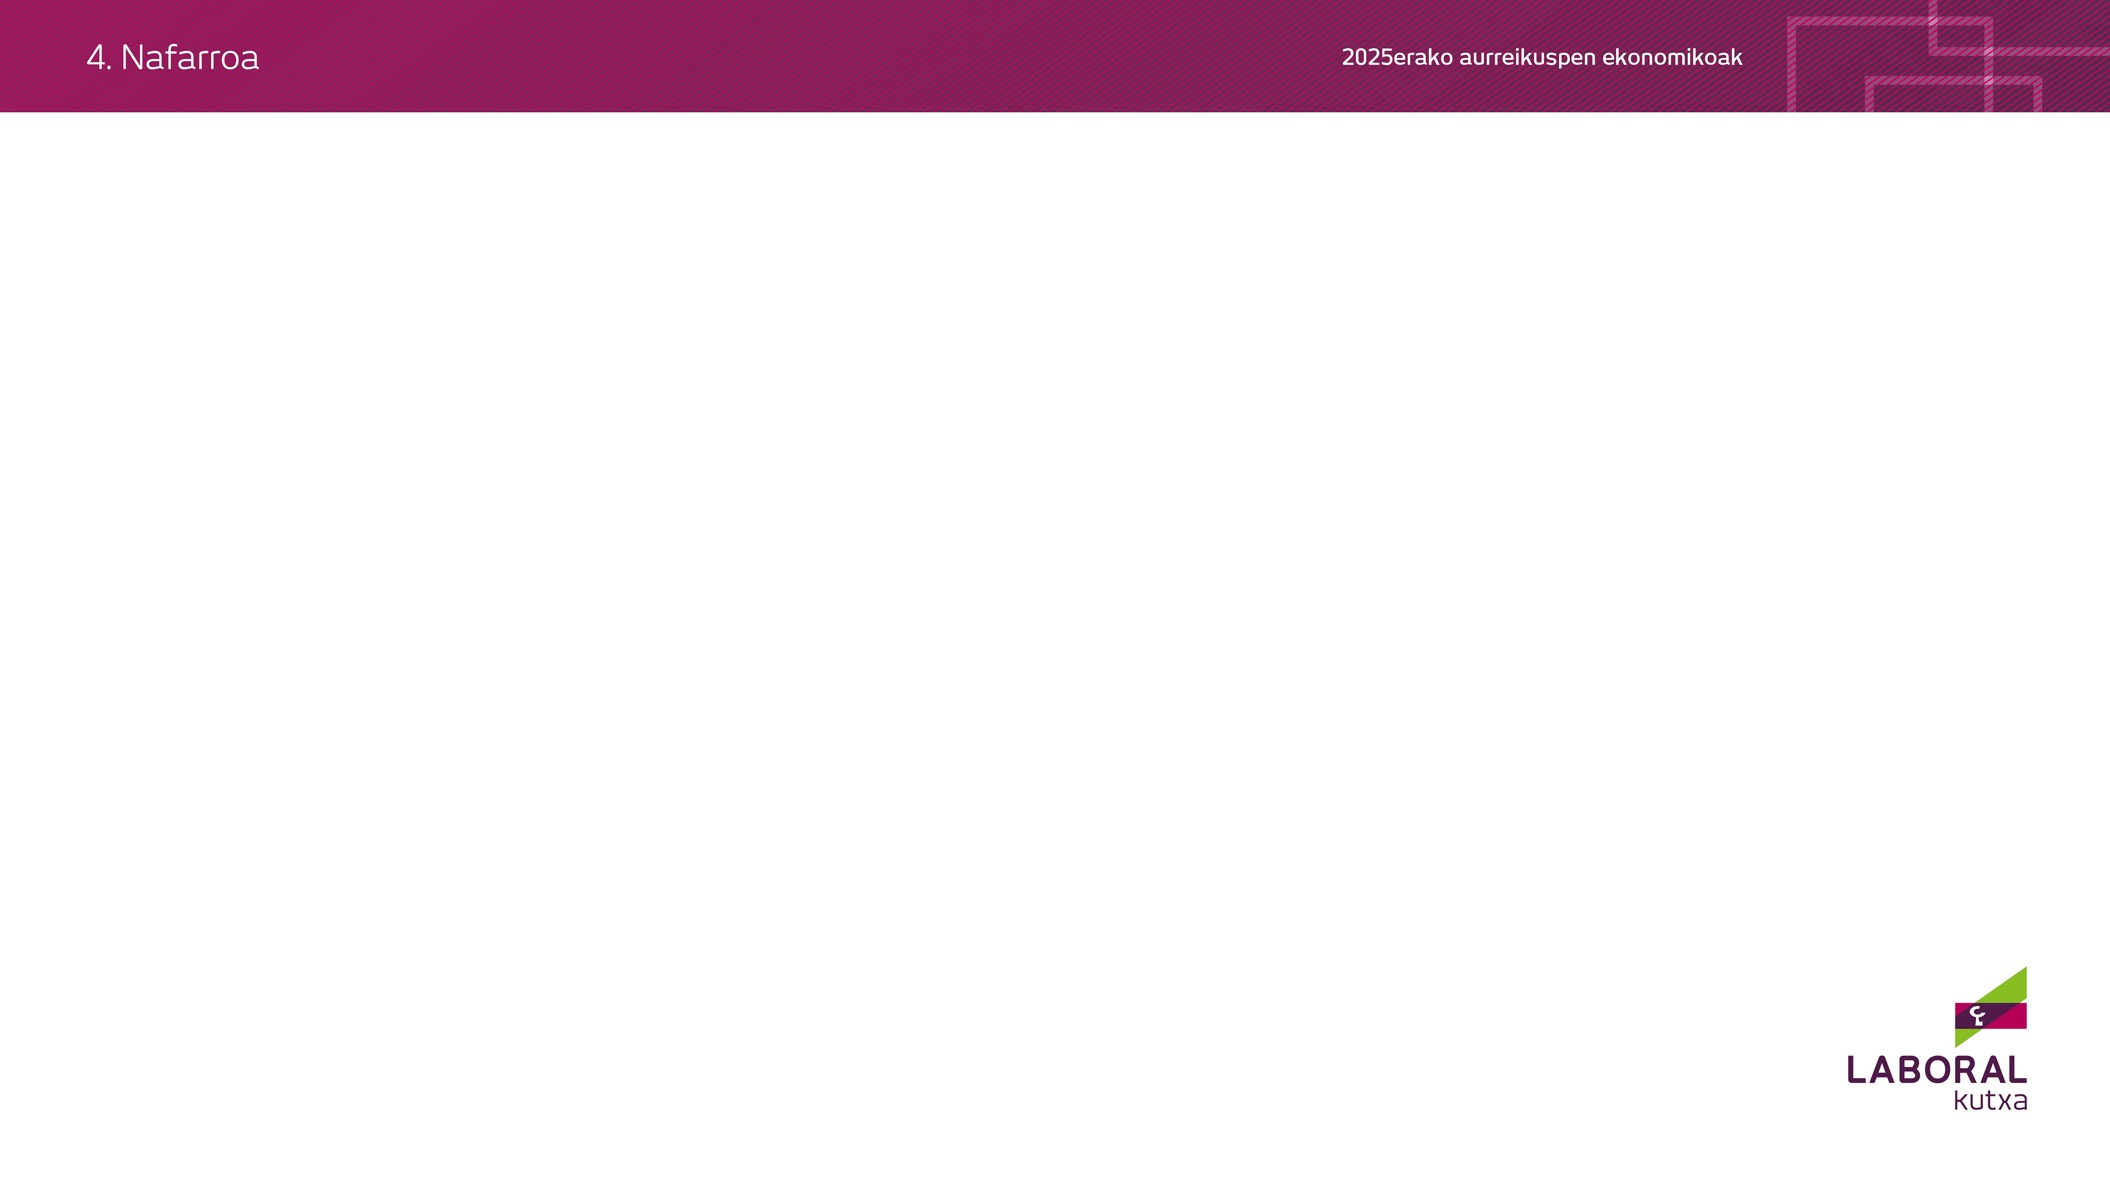 4. Nafarroa
2025erako aurreikuspen ekonomikoak
LABORAL
kutxa